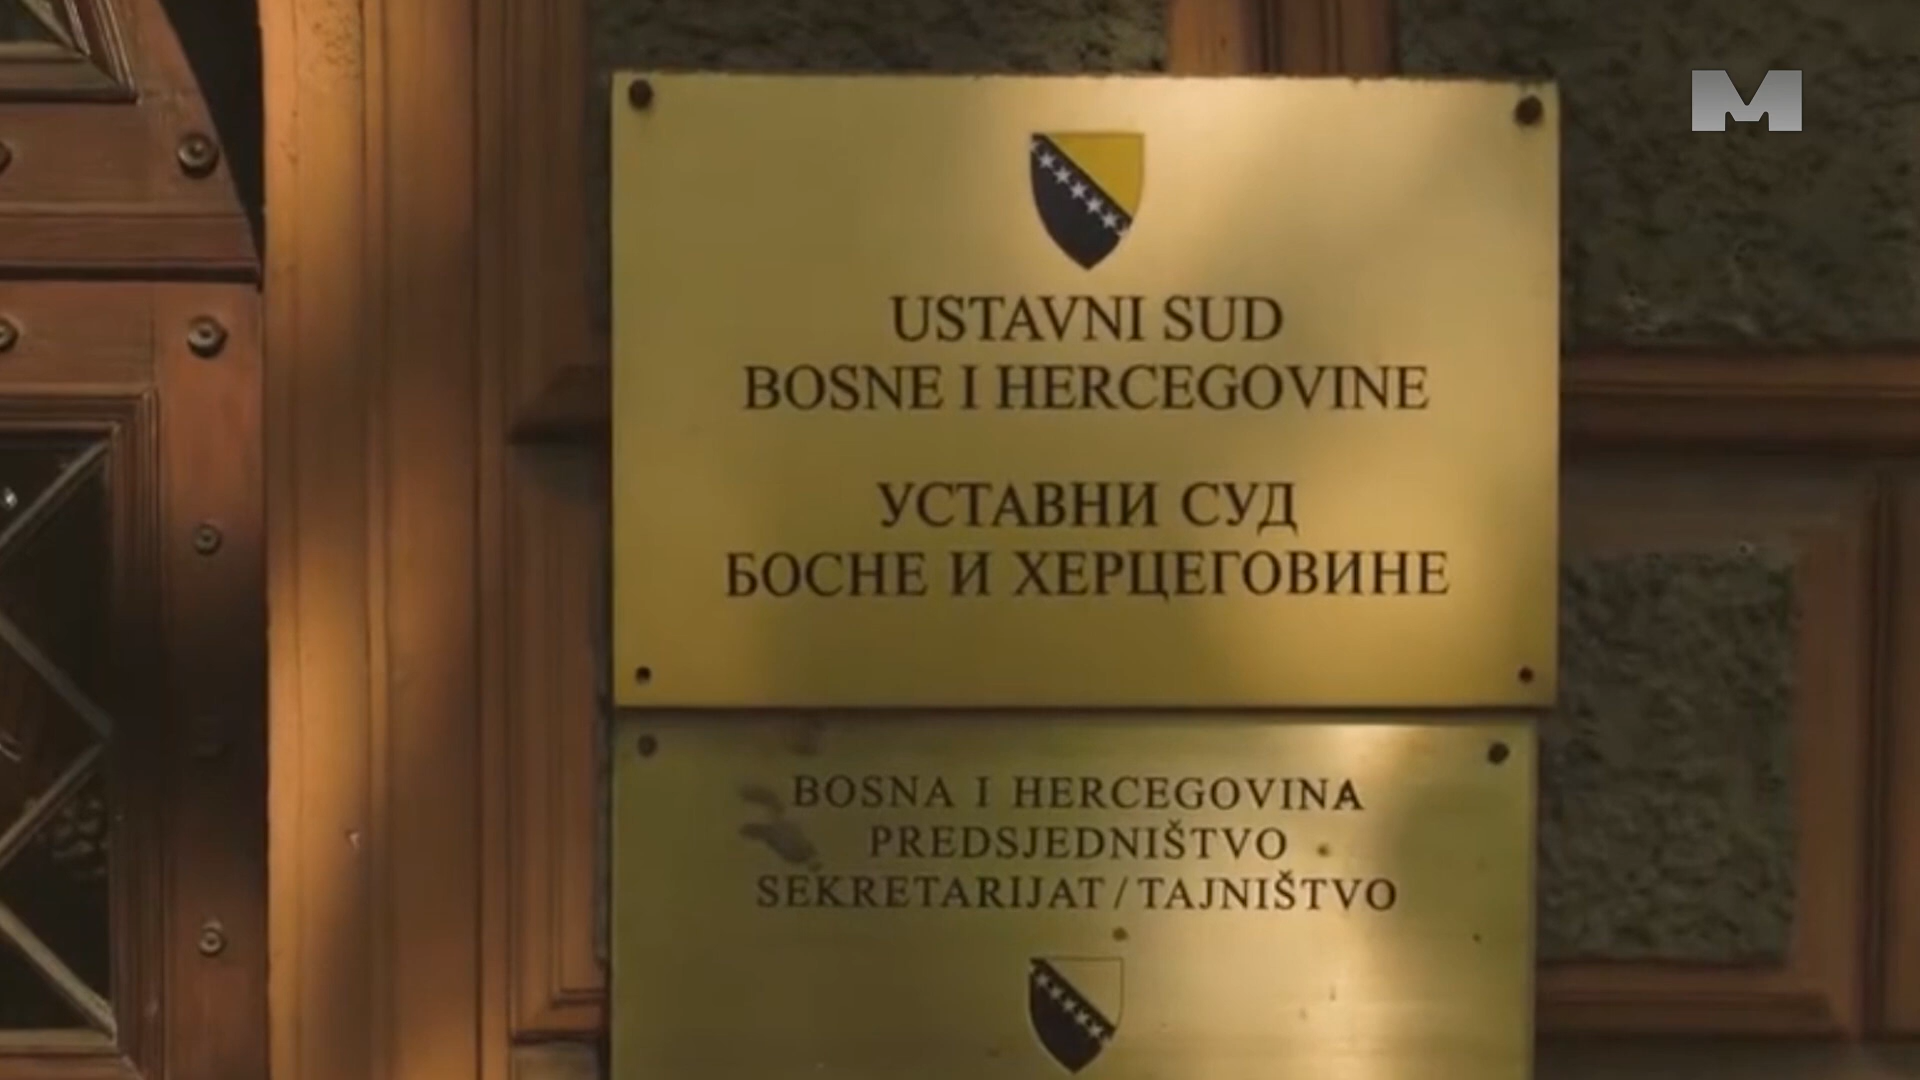 M
USTAVNI SUD
BOSNE I HERCEGOVINE
УСТАВНИ СУД
БОСНЕ И ХЕРЦЕГОВИНЕ
BOSNA I HERCEGOVINA
PREDSJEDNIŠTVO
SEKRETARIJAT / TAJNIŠTVO